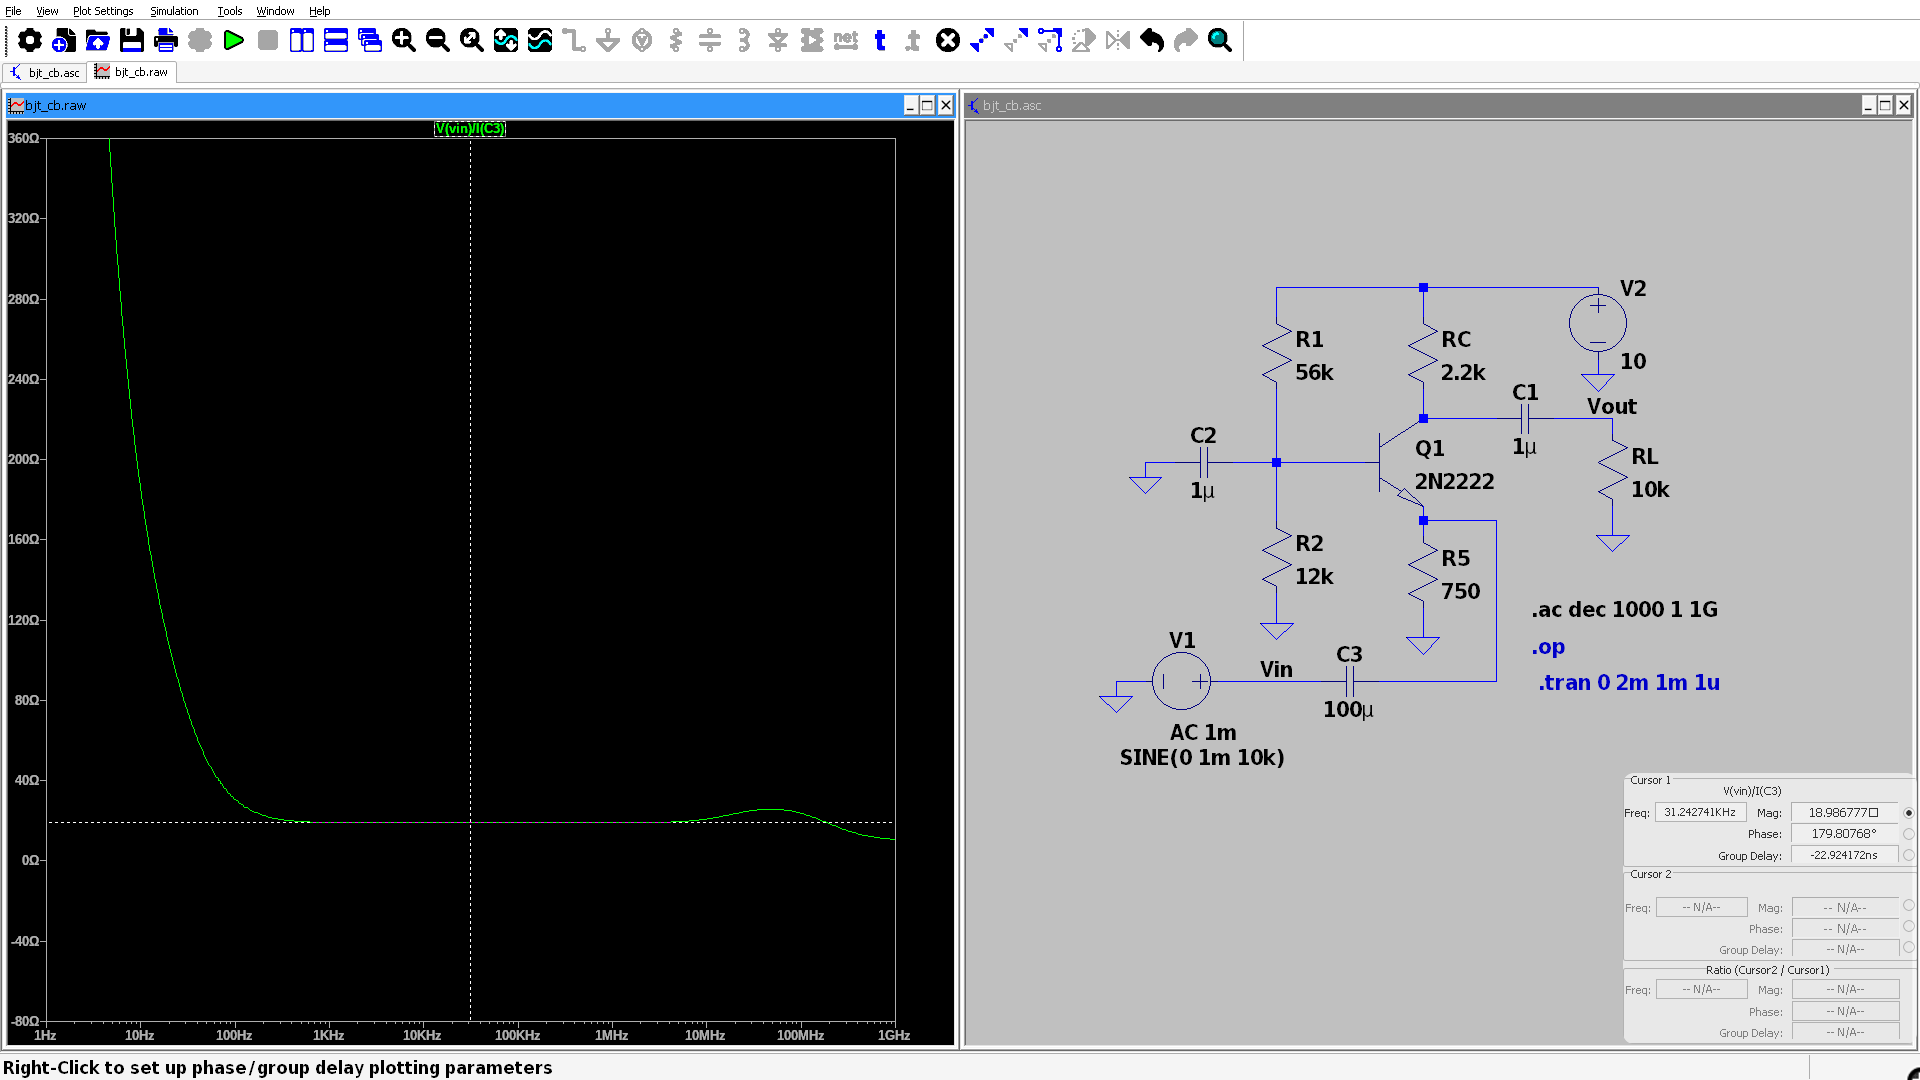 File View Plot Settings Simulation Tools Window Help
bjt_cb.asc bjt_cb.raw
bjt_cb.raw
V(vin)/I(C3)
360Ω
320Ω
280Ω
240Ω
200Ω
160Ω
120Ω
80Ω
40Ω
0Ω
-40Ω
-80Ω
1Hz 10Hz 100Hz 1KHz 10KHz 100KHz 1MHz 10MHz 100MHz 1GHz
bjt_cb.asc
V2
10
R1
56k
RC
2.2k
C1
1µ
Vout
C2
1µ
Q1
2N2222
RL
10k
R2
12k
R5
750
.ac dec 1000 1 1G
.op
.tran 0 2m 1m 1u
V1
Vin
C3
100µ
AC 1m
SINE(0 1m 10k)
Cursor 1
V(vin)/I(C3)
Freq: 31.242741KHz Mag: 18.986777□
Phase: 179.80768°
Group Delay: -22.924172ns
Cursor 2
Freq: -- N/A-- Mag: -- N/A--
Phase: -- N/A--
Group Delay: -- N/A--
Ratio (Cursor2 / Cursor1)
Freq: -- N/A-- Mag: -- N/A--
Phase: -- N/A--
Group Delay: -- N/A--
Right-Click to set up phase/group delay plotting parameters